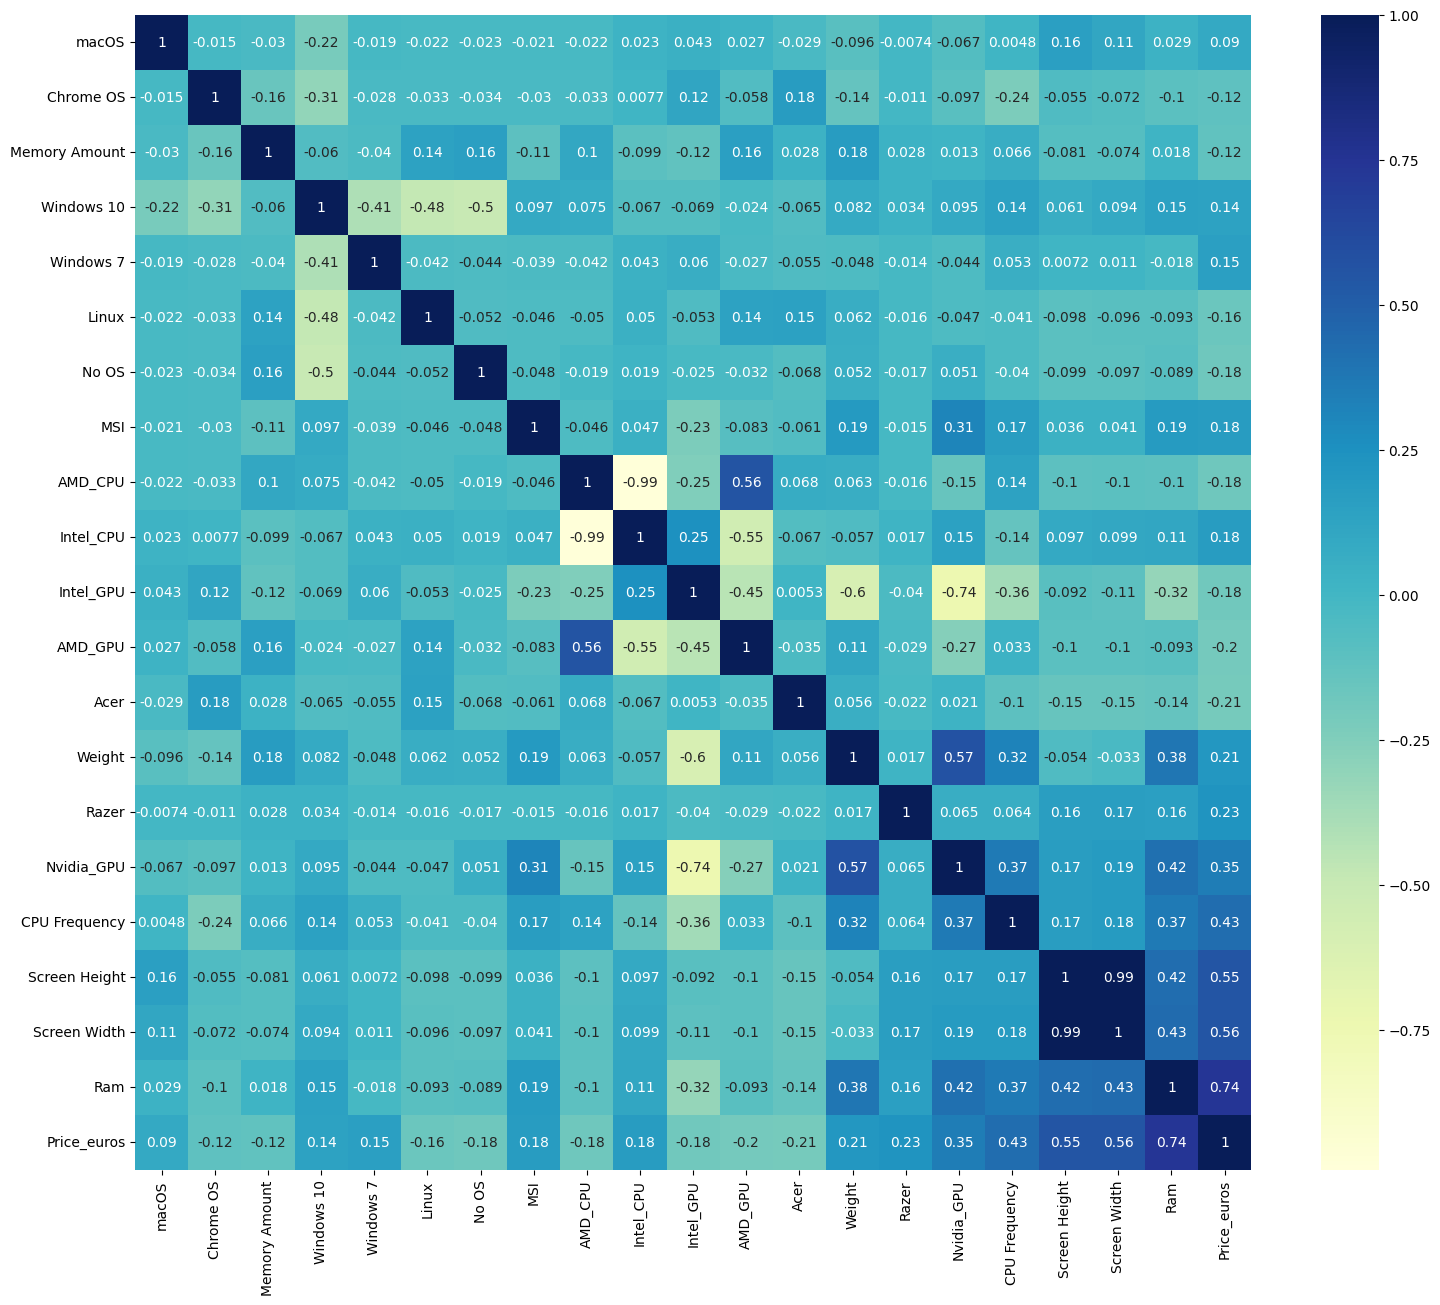 macOS 1 -0.015 -0.03 -0.22 -0.019 -0.022 -0.023 -0.021 -0.022 0.023 0.043 0.027 -0.029 -0.096 -0.0074 -0.067 0.0048 0.16 0.11 0.029 0.09
Chrome OS -0.015 1 -0.16 -0.31 -0.028 -0.033 -0.034 -0.03 -0.033 0.0077 0.12 -0.058 0.18 -0.14 -0.011 -0.097 -0.24 -0.055 -0.072 -0.1 -0.12
Memory Amount -0.03 -0.16 1 -0.06 -0.04 0.14 0.16 -0.11 0.1 -0.099 -0.12 0.16 0.028 0.18 0.028 0.013 0.066 -0.081 -0.074 0.018 -0.12
Windows 10 -0.22 -0.31 -0.06 1 -0.41 -0.48 -0.5 0.097 0.075 -0.067 -0.069 -0.024 -0.065 0.082 0.034 0.095 0.14 0.061 0.094 0.15 0.14
Windows 7 -0.019 -0.028 -0.04 -0.41 1 -0.042 -0.044 -0.039 -0.042 0.043 0.06 -0.027 -0.055 -0.048 -0.014 -0.044 0.053 0.0072 0.011 -0.018 0.15
Linux -0.022 -0.033 0.14 -0.48 -0.042 1 -0.052 -0.046 -0.05 0.05 -0.053 0.14 0.15 0.062 -0.016 -0.047 -0.041 -0.098 -0.096 -0.093 -0.16
No OS -0.023 -0.034 0.16 -0.5 -0.044 -0.052 1 -0.048 -0.019 0.019 -0.025 -0.032 -0.068 0.052 -0.017 0.051 -0.04 -0.099 -0.097 -0.089 -0.18
MSI -0.021 -0.03 -0.11 0.097 -0.039 -0.046 -0.048 1 -0.046 0.047 -0.23 -0.083 -0.061 0.19 -0.015 0.31 0.17 0.036 0.041 0.19 0.18
AMD_CPU -0.022 -0.033 0.1 0.075 -0.042 -0.05 -0.019 -0.046 1 -0.99 -0.25 0.56 0.068 0.063 -0.016 -0.15 0.14 -0.1 -0.1 -0.1 -0.18
Intel_CPU 0.023 0.0077 -0.099 -0.067 0.043 0.05 0.019 0.047 -0.99 1 0.25 -0.55 -0.067 -0.057 0.017 0.15 -0.14 0.097 0.099 0.11 0.18
Intel_GPU 0.043 0.12 -0.12 -0.069 0.06 -0.053 -0.025 -0.23 -0.25 0.25 1 -0.45 0.0053 -0.6 -0.04 -0.74 -0.36 -0.092 -0.11 -0.32 -0.18
AMD_GPU 0.027 -0.058 0.16 -0.024 -0.027 0.14 -0.032 -0.083 0.56 -0.55 -0.45 1 -0.035 0.11 -0.029 -0.27 0.033 -0.1 -0.1 -0.093 -0.2
Acer -0.029 0.18 0.028 -0.065 -0.055 0.15 -0.068 -0.061 0.068 -0.067 0.0053 -0.035 1 0.056 -0.022 0.021 -0.1 -0.15 -0.15 -0.14 -0.21
Weight -0.096 -0.14 0.18 0.082 -0.048 0.062 0.052 0.19 0.063 -0.057 -0.6 0.11 0.056 1 0.017 0.57 0.32 -0.054 -0.033 0.38 0.21
Razer -0.0074 -0.011 0.028 0.034 -0.014 -0.016 -0.017 -0.015 -0.016 0.017 -0.04 -0.029 -0.022 0.017 1 0.065 0.064 0.16 0.17 0.16 0.23
Nvidia_GPU -0.067 -0.097 0.013 0.095 -0.044 -0.047 0.051 0.31 -0.15 0.15 -0.74 -0.27 0.021 0.57 0.065 1 0.37 0.17 0.19 0.42 0.35
CPU Frequency 0.0048 -0.24 0.066 0.14 0.053 -0.041 -0.04 0.17 0.14 -0.14 -0.36 0.033 -0.1 0.32 0.064 0.37 1 0.17 0.18 0.37 0.43
Screen Height 0.16 -0.055 -0.081 0.061 0.0072 -0.098 -0.099 0.036 -0.1 0.097 -0.092 -0.1 -0.15 -0.054 0.16 0.17 0.17 1 0.99 0.42 0.55
Screen Width 0.11 -0.072 -0.074 0.094 0.011 -0.096 -0.097 0.041 -0.1 0.099 -0.11 -0.1 -0.15 -0.033 0.17 0.19 0.18 0.99 1 0.43 0.56
Ram 0.029 -0.1 0.018 0.15 -0.018 -0.093 -0.089 0.19 -0.1 0.11 -0.32 -0.093 -0.14 0.38 0.16 0.42 0.37 0.42 0.43 1 0.74
Price_euros 0.09 -0.12 -0.12 0.14 0.15 -0.16 -0.18 0.18 -0.18 0.18 -0.18 -0.2 -0.21 0.21 0.23 0.35 0.43 0.55 0.56 0.74 1
macOS
Chrome OS
Memory Amount
Windows 10
Windows 7
Linux
No OS
MSI
AMD_CPU
Intel_CPU
Intel_GPU
AMD_GPU
Acer
Weight
Razer
Nvidia_GPU
CPU Frequency
Screen Height
Screen Width
Ram
Price_euros
1.00
0.75
0.50
0.25
0.00
−0.25
−0.50
−0.75